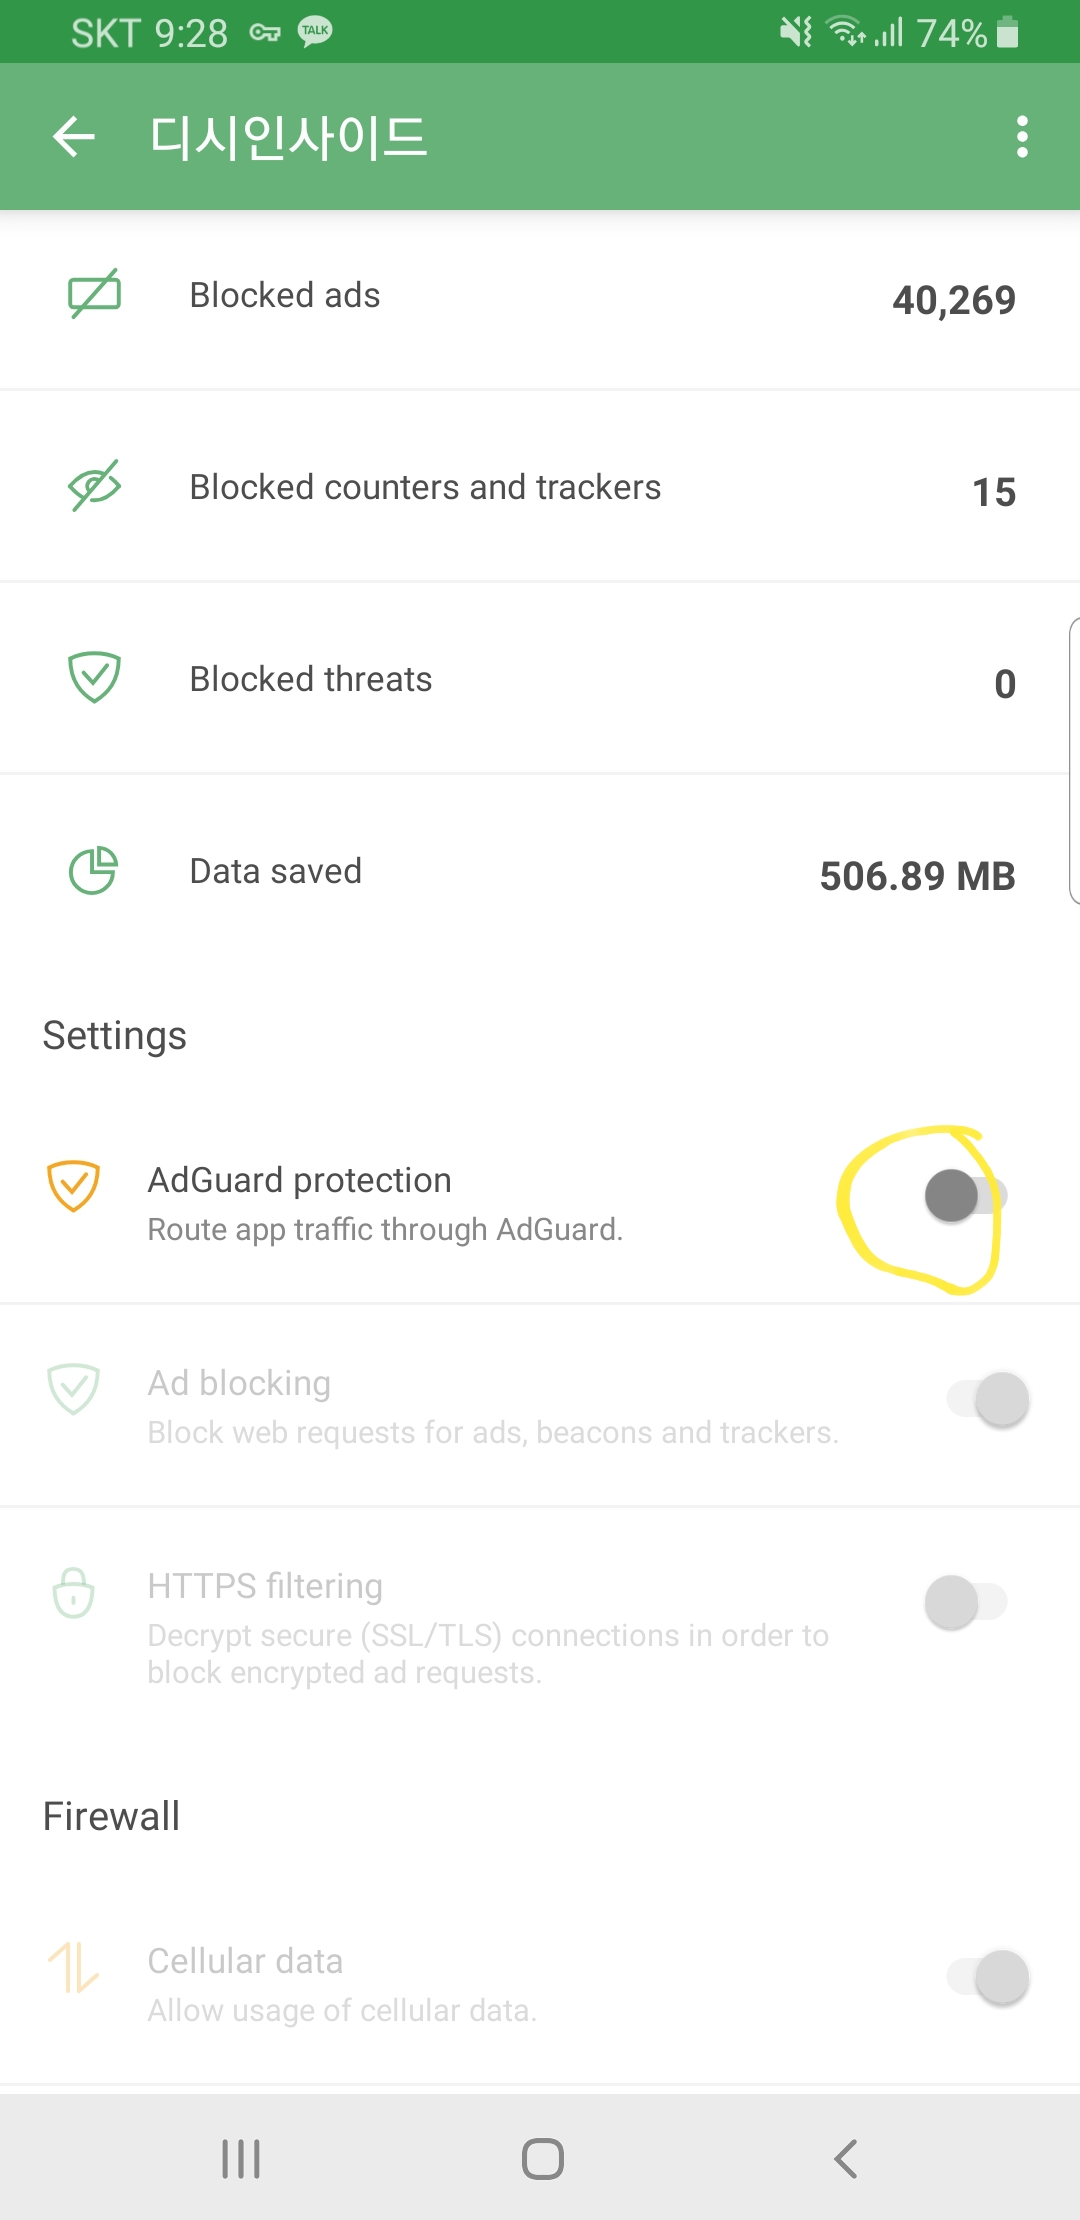 SKT 9:28 TALK 74%
디시인사이드
Blocked ads 40,269
Blocked counters and trackers 15
Blocked threats 0
Data saved 506.89 MB
Settings
AdGuard protection
Route app traffic through AdGuard.
Ad blocking
Block web requests for ads, beacons and trackers.
HTTPS filtering
Decrypt secure (SSL/TLS) connections in order to
block encrypted ad requests.
Firewall
Cellular data
Allow usage of cellular data.